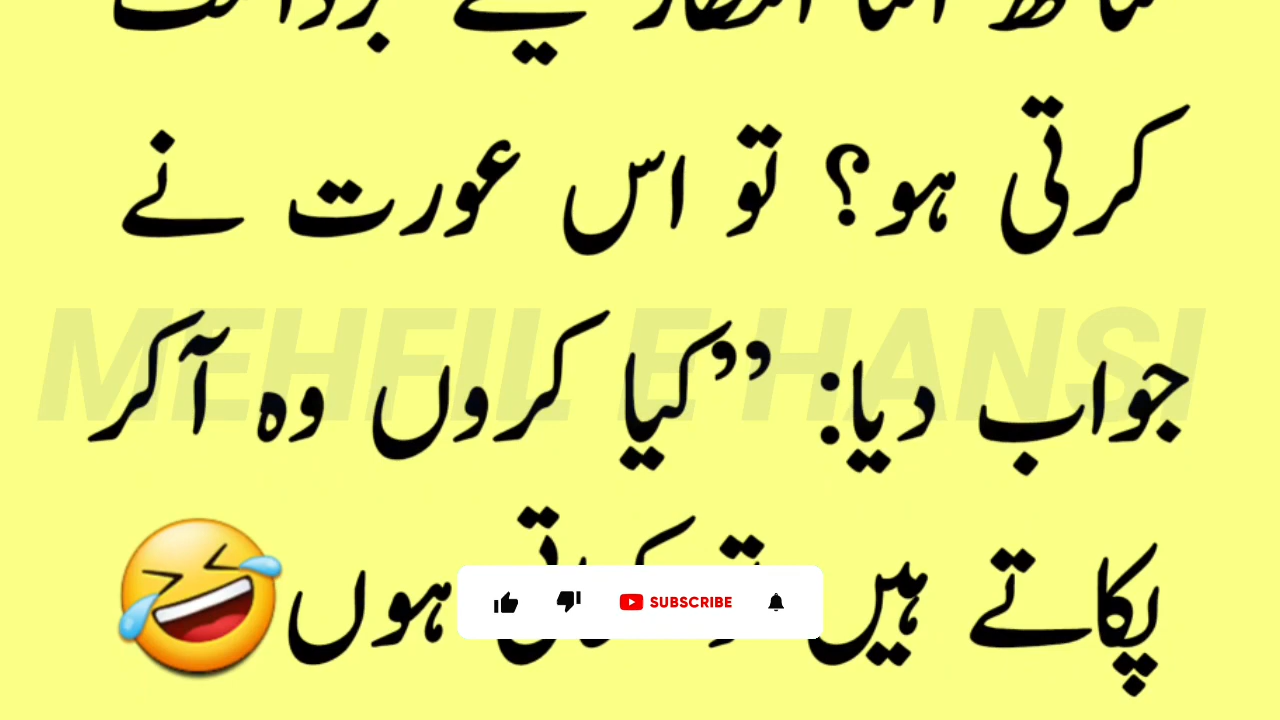 کرتی ہو؟ تو اس عورت نے
MEHFIL E HANSI
جواب دیا: ’’کیا کروں وہ آکر
پکاتے ہیں ہوں
SUBSCRIBE